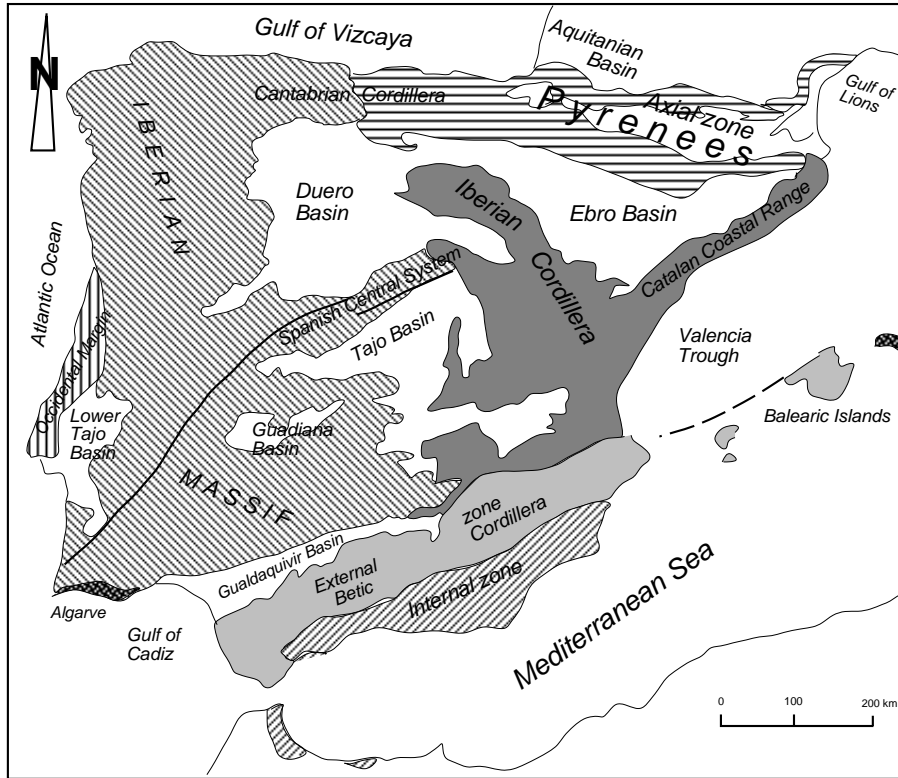 Gulf of Vizcaya
Aquitanian
Basin
N
Gulf of
Lions
Cantabrian Cordillera
Axial zone
Pyrenees
IBERIAN
Duero
Basin
Iberian
Cordillera
Ebro Basin
Catalan Coastal Range
Atlantic Ocean
Spanish Central System
Tajo Basin
Valencia
Trough
Occidental Margin
Lower
Tajo
Basin
Guadiana
Basin
Balearic Islands
MASSIF
zone
Cordillera
Gualdaquivir Basin
External
Betic
Internal zone
Algarve
Gulf of
Cadiz
Mediterranean Sea
0 100 200 km